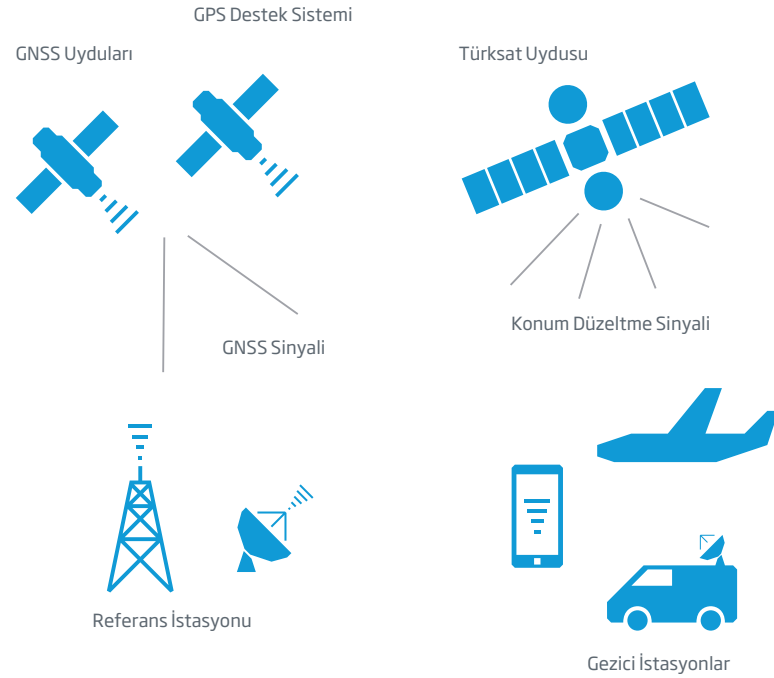 GPS Destek Sistemi
GNSS Uyduları
Türksat Uydusu
Konum Düzeltme Sinyali
GNSS Sinyali
Referans İstasyonu
Gezici İstasyonlar